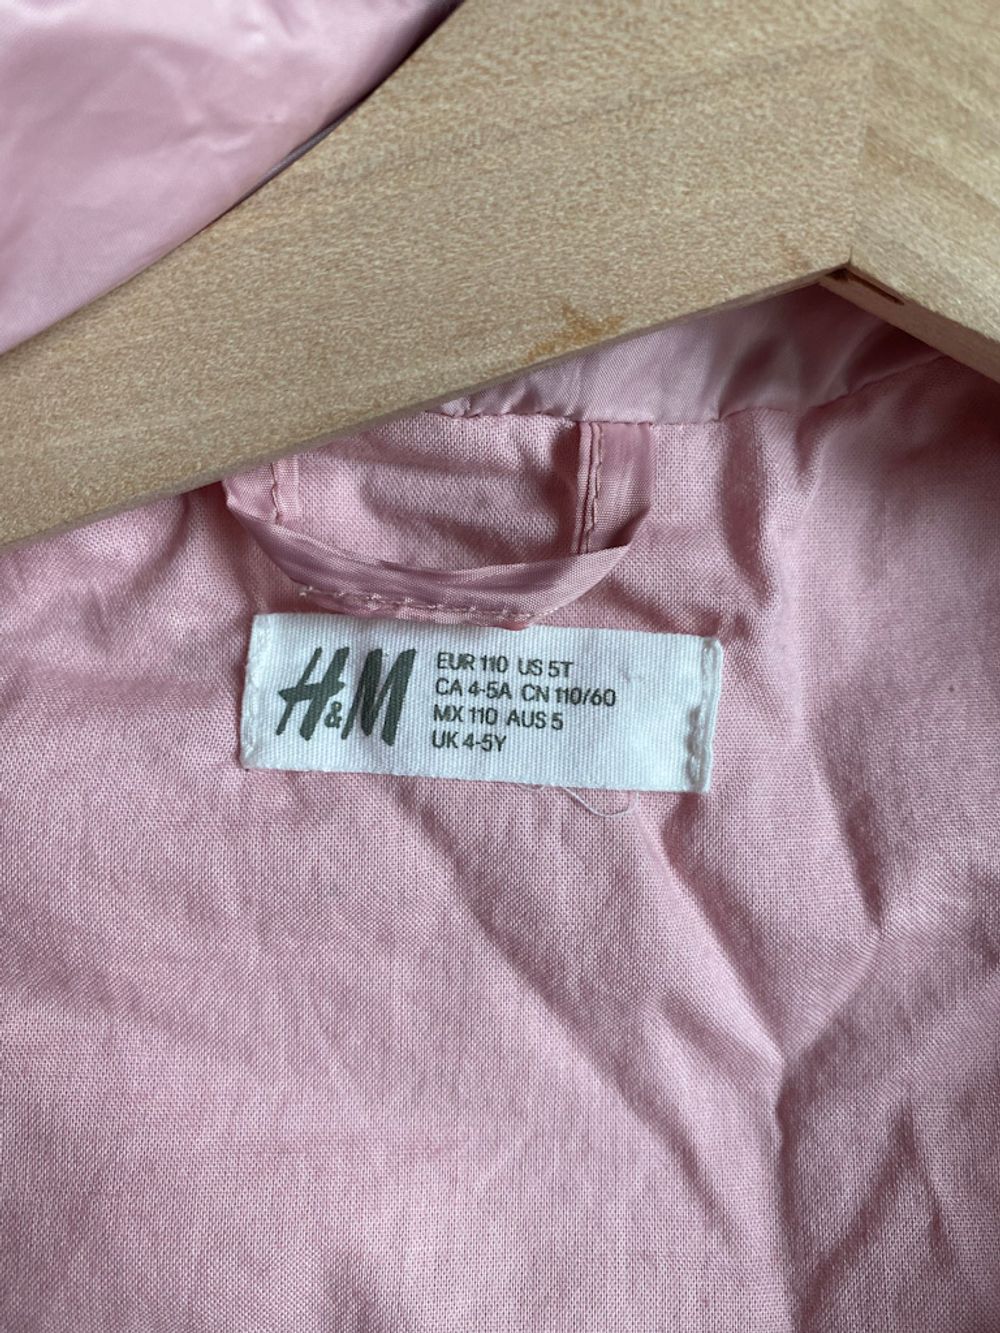 H&M
EUR 110 US 5T
CA 4-5A CN 110/60
MX 110 AUS 5
UK 4-5Y